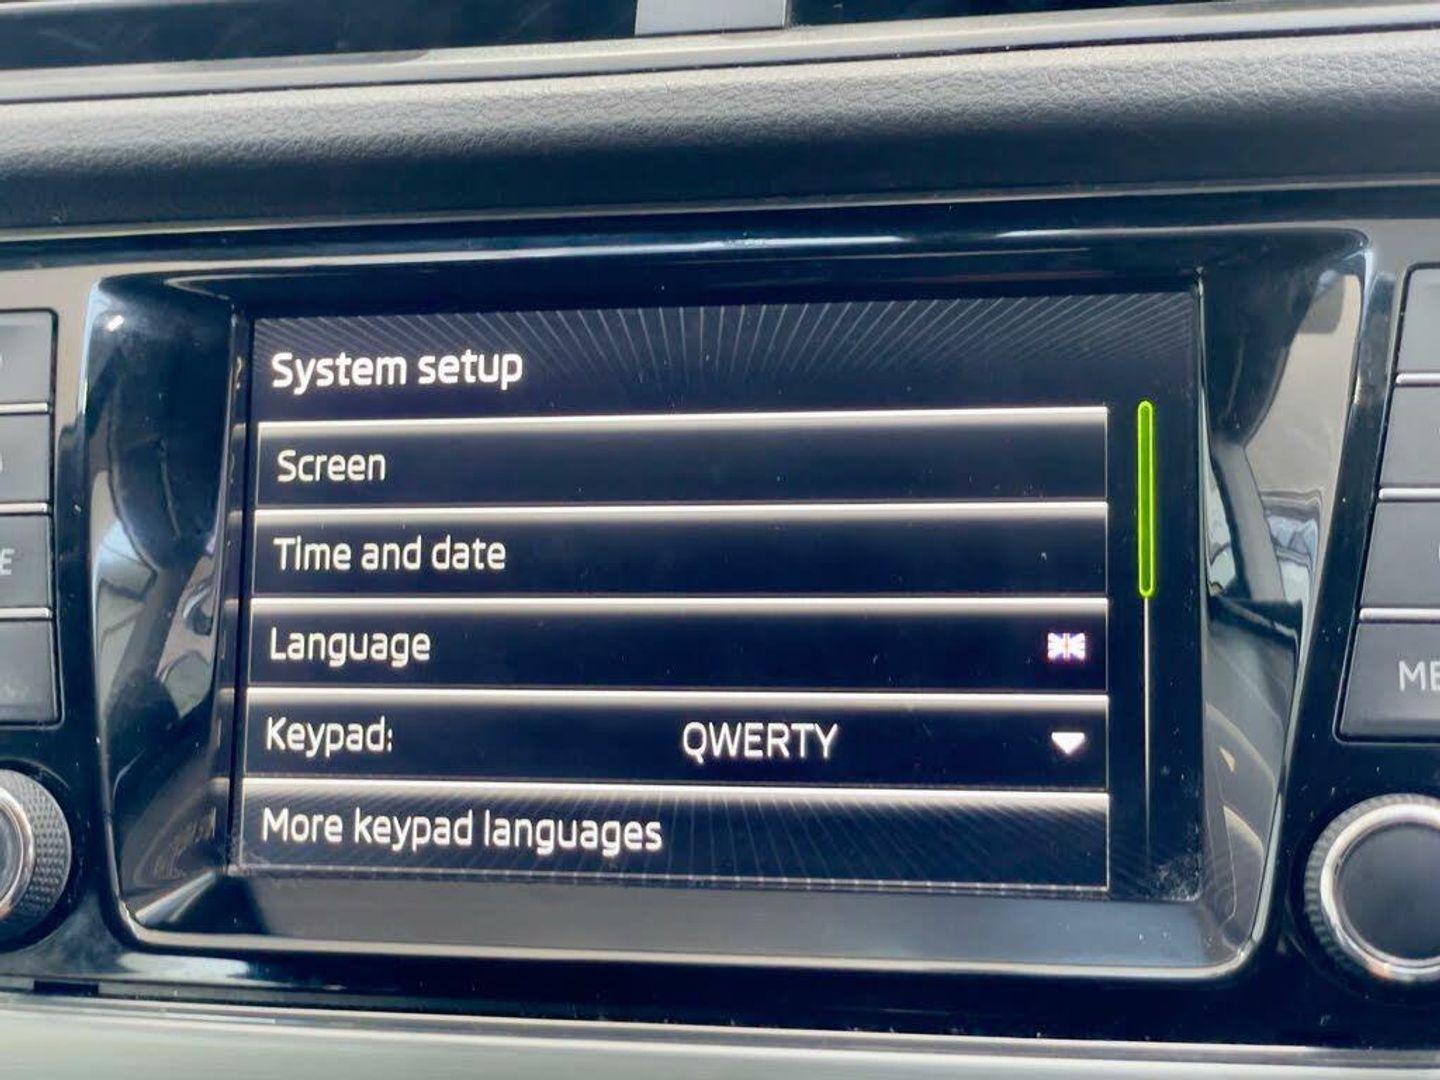 System setup
Screen
Time and date
Language
Keypad: QWERTY
More keypad languages